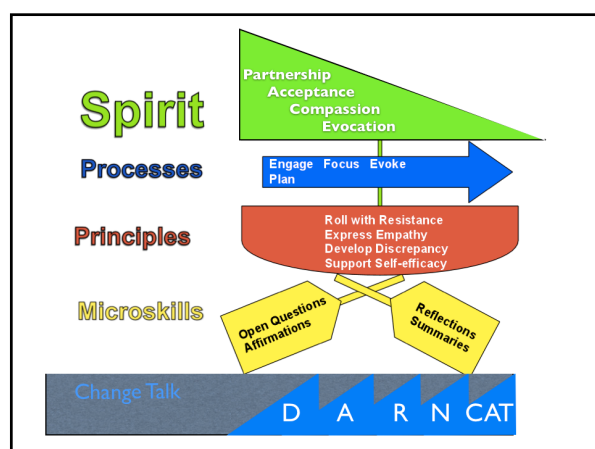 Spirit
Partnership
Acceptance
Compassion
Evocation
Processes
Engage Focus Evoke
Plan
Principles
Roll with Resistance
Express Empathy
Develop Discrepancy
Support Self-efficacy
Microskills
Open Questions
Affirmations
Reflections
Summaries
Change Talk
D A R N CAT